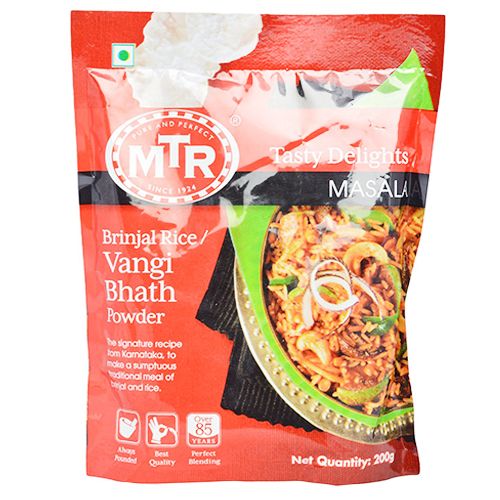 PURE AND PERFECT
MTR
®
SINCE 1924
Tasty Delights
MASALA
Brinjal Rice /
Vangi
Bhath
Powder
The signature recipe
from Karnataka, to
make a sumptuous
traditional meal of
brinjal and rice.
Always
Pounded
Best
Quality
Over
85
YEARS
Perfect
Blending
Net Quantity: 200g